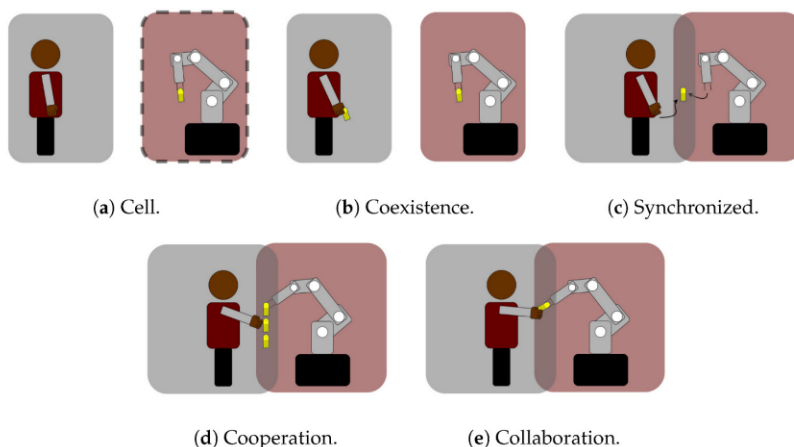 (a) Cell.
(b) Coexistence.
(c) Synchronized.
(d) Cooperation.
(e) Collaboration.